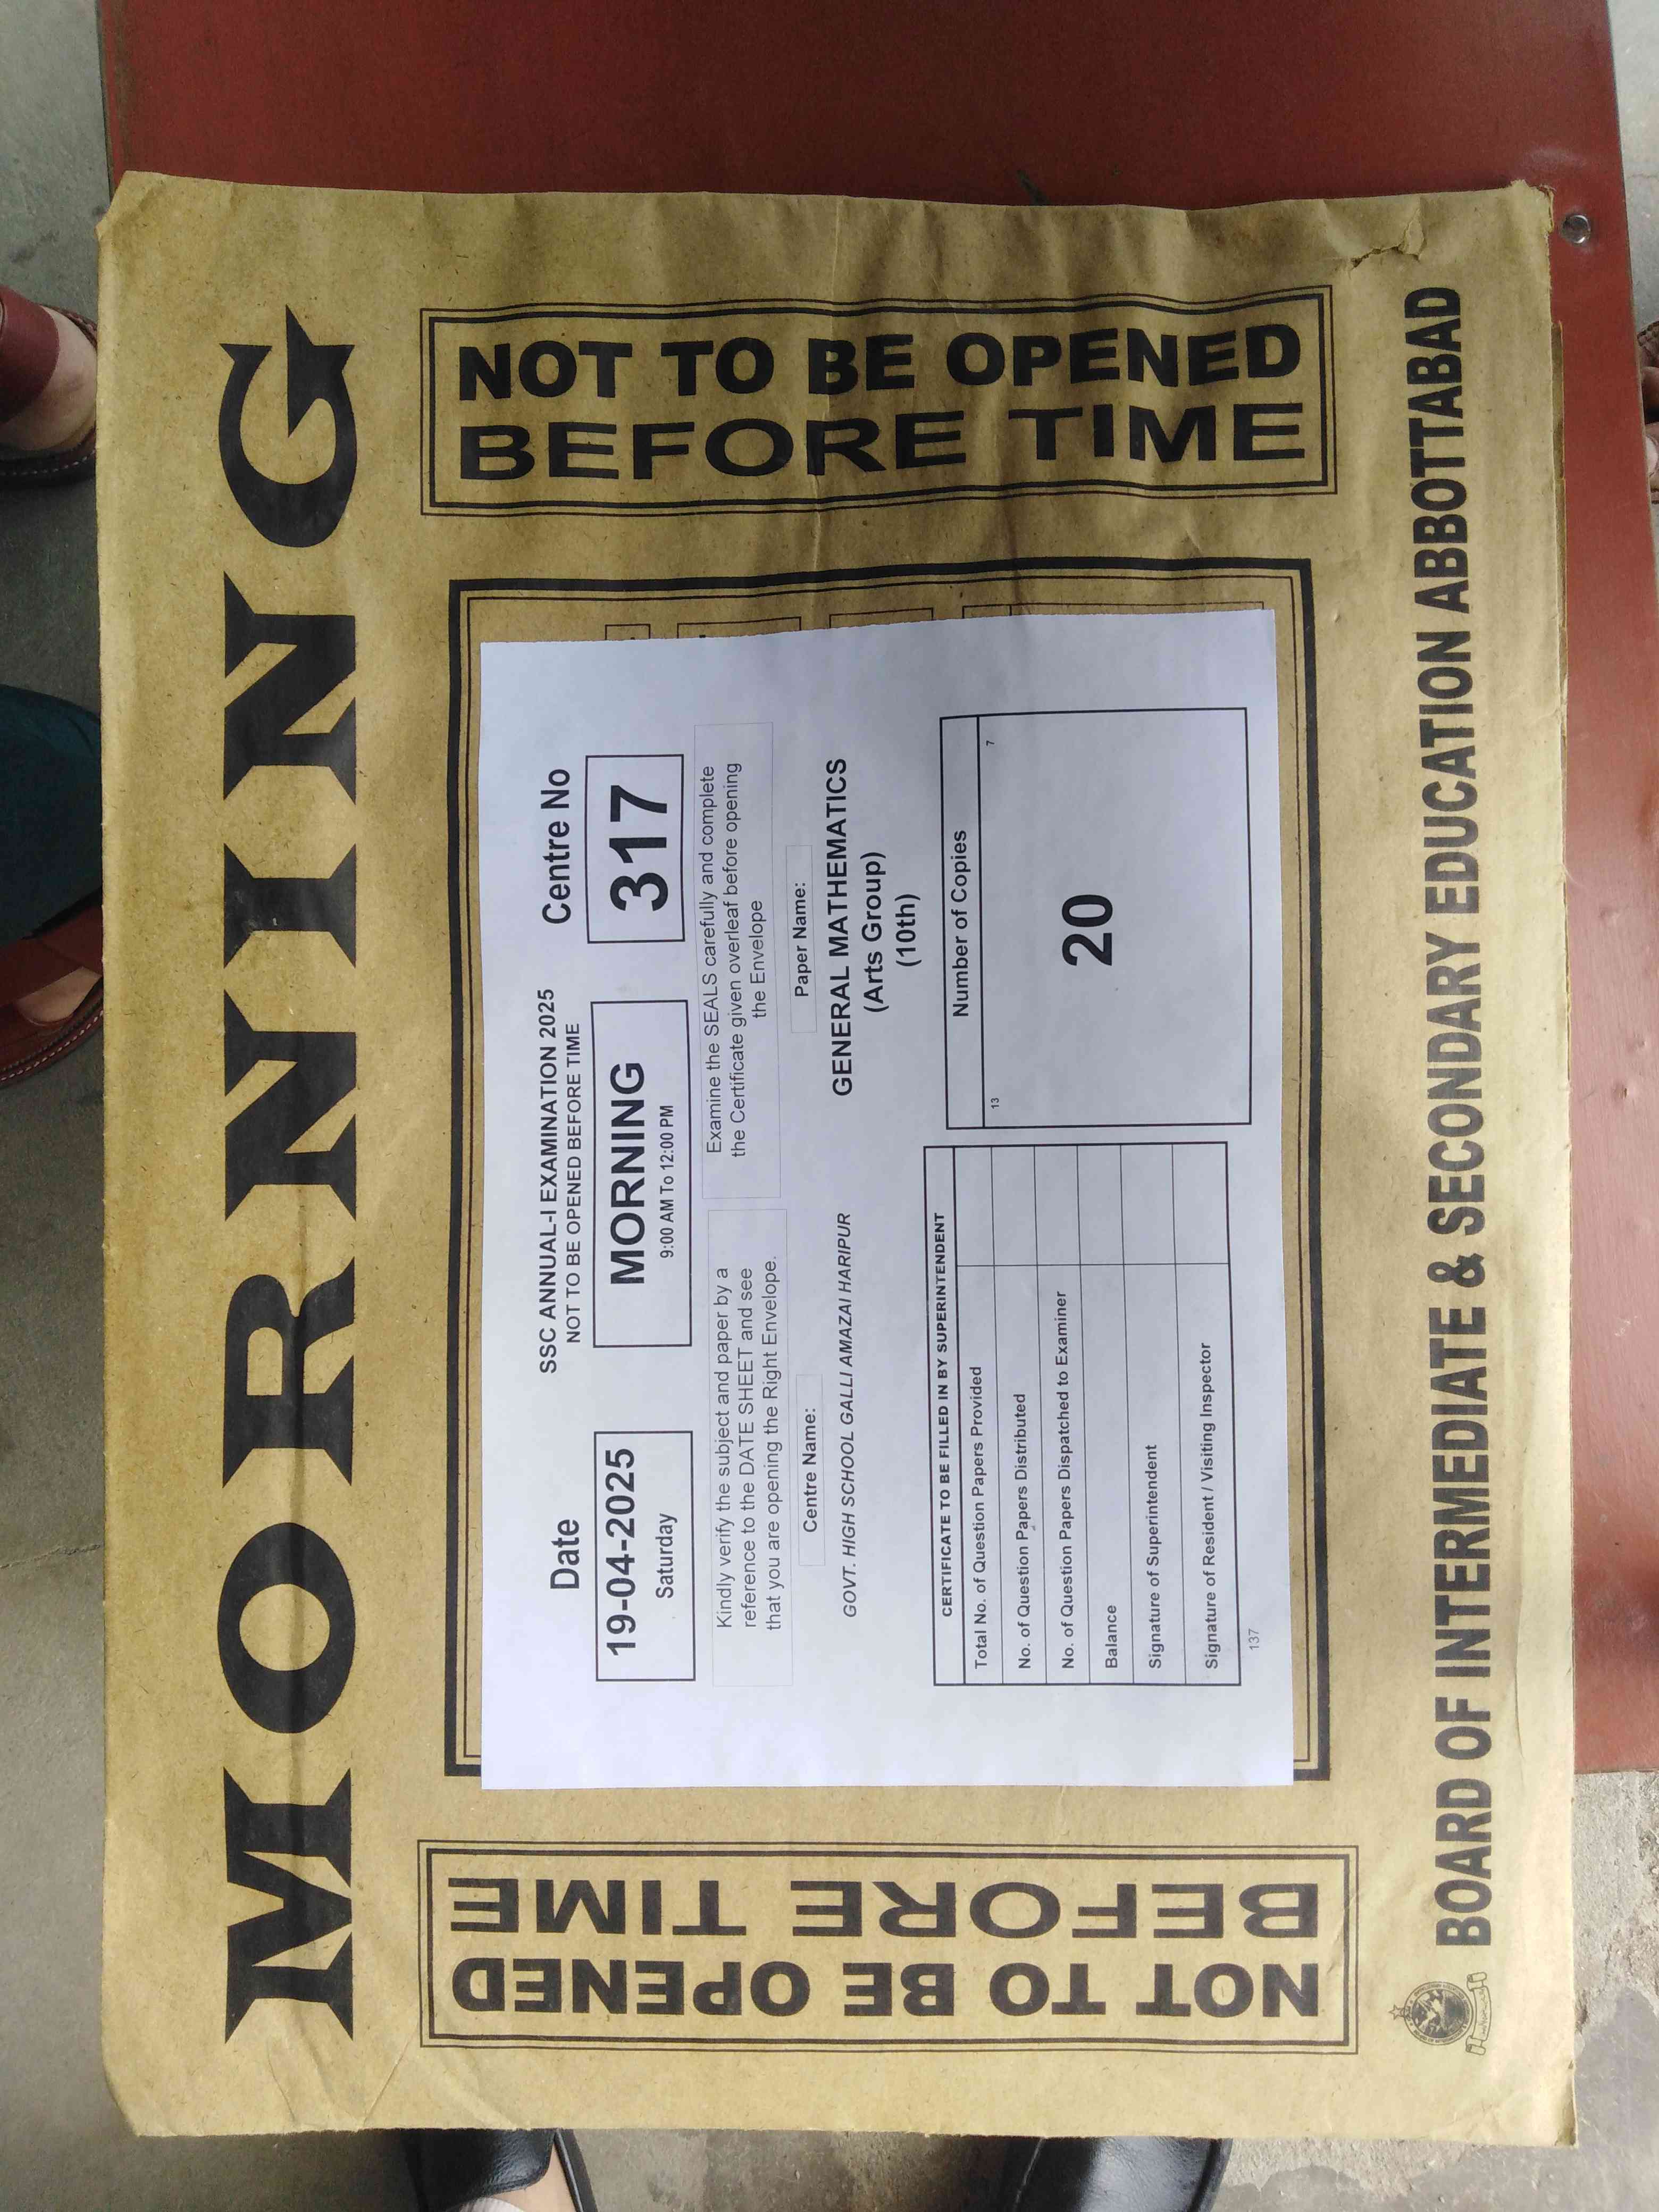 MORNING
NOT TO BE OPENED
BEFORE TIME
Date
19-04-2025
Saturday
SSC ANNUAL-I EXAMINATION 2025
NOT TO BE OPENED BEFORE TIME
MORNING
9:00 AM To 12:00 PM
Centre No
317
Kindly verify the subject and paper by a
reference to the DATE SHEET and see
that you are opening the Right Envelope.
Examine the SEALS carefully and complete
the Certificate given overleaf before opening
the Envelope
Centre Name:
GOVT. HIGH SCHOOL GALLI AMAZAI HARIPUR
Paper Name:
GENERAL MATHEMATICS
(Arts Group)
(10th)
CERTIFICATE TO BE FILLED IN BY SUPERINTENDENT
Total No. of Question Papers Provided
No. of Question Papers Distributed
No. of Question Papers Dispatched to Examiner
Balance
Signature of Superintendent
Signature of Resident / Visiting Inspector
137
Number of Copies
13 7
20
NOT TO BE OPENED
BEFORE TIME
BOARD OF INTERMEDIATE & SECONDARY EDUCATION ABBOTTABAD